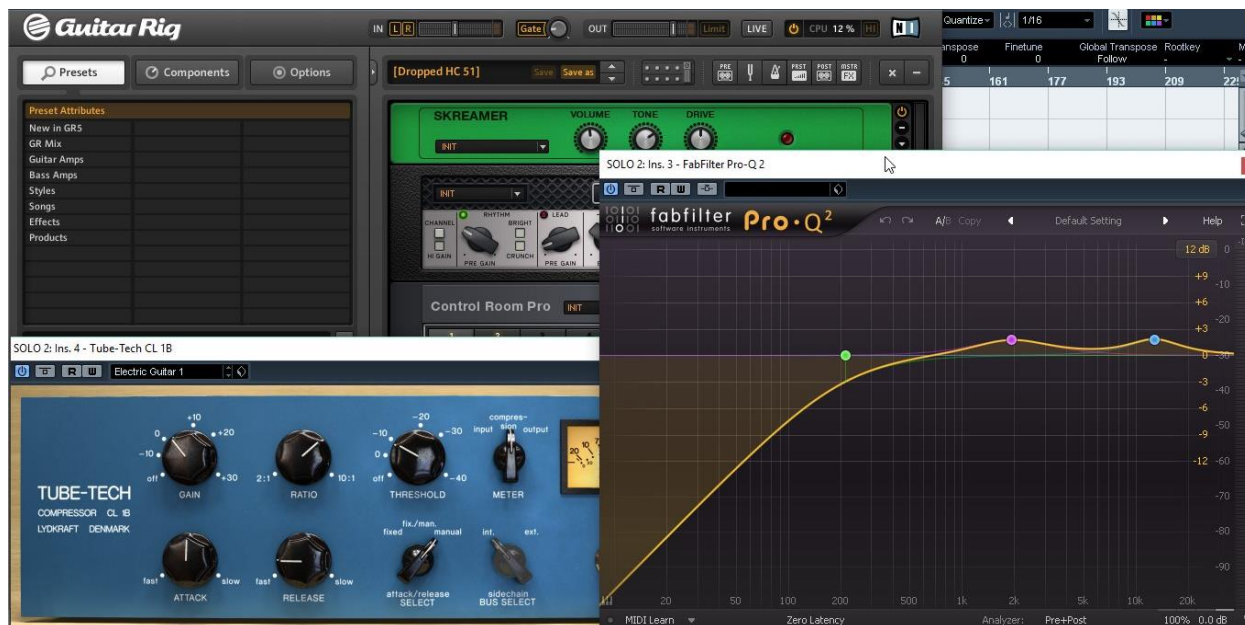 Guitar Rig
IN L R Gate OUT Limit LIVE CPU 12 % HI NI
Presets Components Options
[Dropped HC 51] Save Save as PRE PRST POST MSTR FX
Preset Attributes
New in GR5
GR Mix
Guitar Amps
Bass Amps
Styles
Songs
Effects
Products
SKREAMER VOLUME TONE DRIVE
INIT
INIT
CHANNEL RHYTHM BRIGHT LEAD
HI GAIN PRE GAIN CRUNCH PRE GAIN
Control Room Pro INIT
Quantize 1/16
Finetune Global Transpose Rootkey
0 0 Follow -
161 177 193 209
SOLO 2: Ins. 3 - FabFilter Pro-Q 2
R W
fabfilter Pro·Q²
software instruments
A/B Copy Default Setting Help
12 dB 0
+9 -10
+6 -20
+3
0 -30
-3 -40
-6
-9 -50
-12 -60
-70
-80
-90
20 50 100 200 500 1k 2k 5k 10k 20k
MIDI Learn Zero Latency Analyzer: Pre+Post 100% 0.0 dB
SOLO 2: Ins. 4 - Tube-Tech CL 1B
R W Electric Guitar 1
TUBE-TECH
COMPRESSOR CL 1B
LYDKRAFT DENMARK
off -10 0 +10 +20 +30
GAIN
2:1 10:1
RATIO
off 0 -10 -20 -30 -40
THRESHOLD
compres-
input sion output
METER
20 10 7
fast slow
ATTACK
fast slow
RELEASE
fix./man.
fixed manual
attack/release
SELECT
int. ext.
sidechain
BUS SELECT